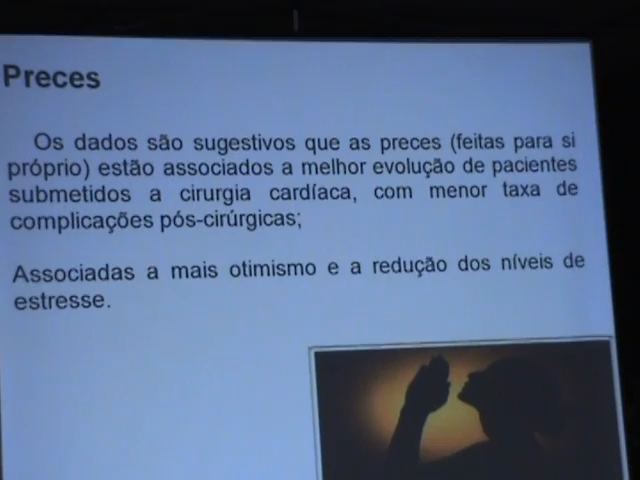 Preces
Os dados são sugestivos que as preces (feitas para si
próprio) estão associados a melhor evolução de pacientes
submetidos a cirurgia cardíaca, com menor taxa de
complicações pós-cirúrgicas;
Associadas a mais otimismo e a redução dos níveis de
estresse.